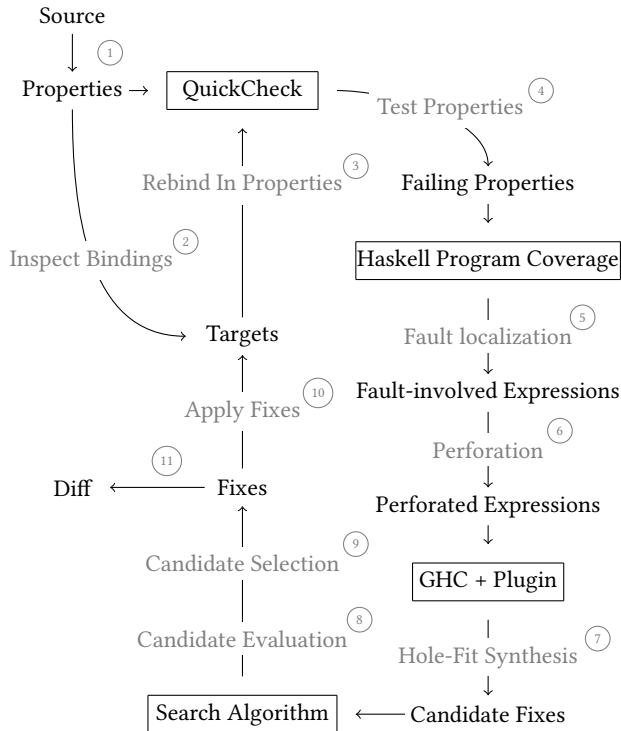 Source
1
Properties
QuickCheck
4
Test Properties
3
Rebind In Properties
Failing Properties
2
Inspect Bindings
Haskell Program Coverage
5
Fault localization
Targets
10
Apply Fixes
Fault-involved Expressions
6
Perforation
11
Diff
Fixes
Perforated Expressions
9
Candidate Selection
GHC + Plugin
8
Candidate Evaluation
7
Hole-Fit Synthesis
Search Algorithm
Candidate Fixes